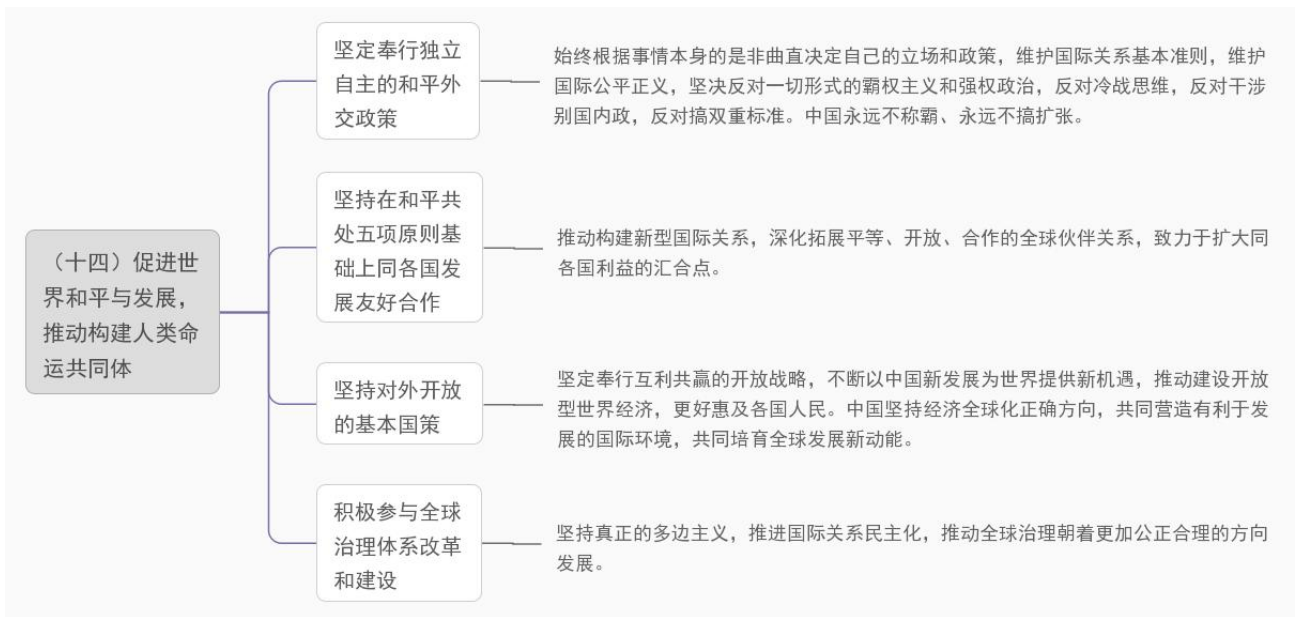 （十四）促进世
界和平与发展，
推动构建人类命
运共同体
坚定奉行独立
自主的和平外
交政策
始终根据事情本身的是非曲直决定自己的立场和政策，维护国际关系基本准则，维护
国际公平正义，坚决反对一切形式的霸权主义和强权政治，反对冷战思维，反对干涉
别国内政，反对搞双重标准。中国永远不称霸、永远不搞扩张。
坚持在和平共
处五项原则基
础上同各国发
展友好合作
推动构建新型国际关系，深化拓展平等、开放、合作的全球伙伴关系，致力于扩大同
各国利益的汇合点。
坚持对外开放
的基本国策
坚定奉行互利共赢的开放战略，不断以中国新发展为世界提供新机遇，推动建设开放
型世界经济，更好惠及各国人民。中国坚持经济全球化正确方向，共同营造有利于发
展的国际环境，共同培育全球发展新动能。
积极参与全球
治理体系改革
和建设
坚持真正的多边主义，推进国际关系民主化，推动全球治理朝着更加公正合理的方向
发展。